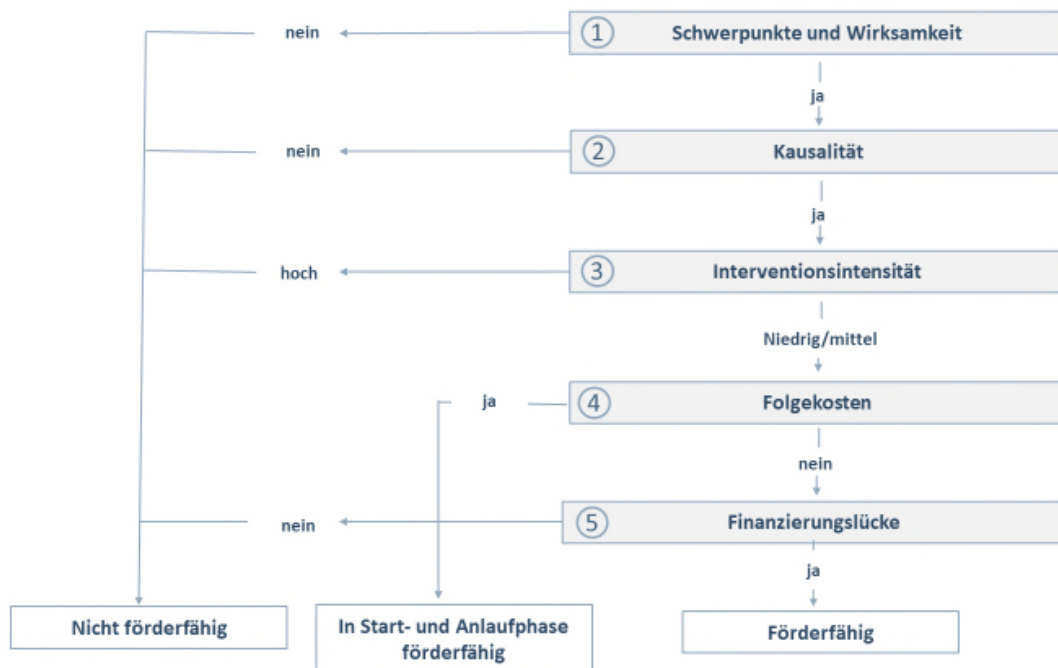 nein ① Schwerpunkte und Wirksamkeit
ja
nein ② Kausalität
ja
hoch ③ Interventionsintensität
Niedrig/mittel
ja ④ Folgekosten
nein
nein ⑤ Finanzierungslücke
ja
Nicht förderfähig
In Start- und Anlaufphase
förderfähig
Förderfähig